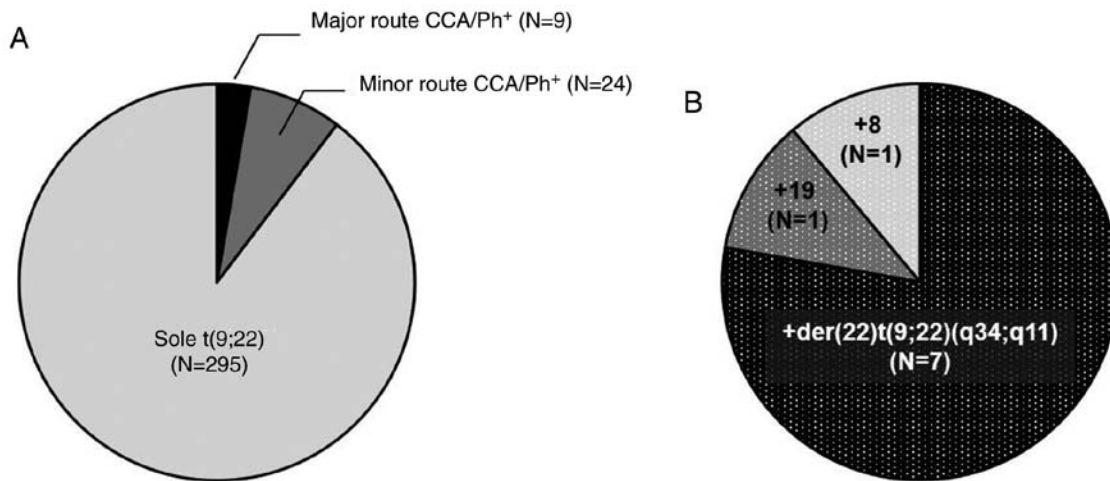 A
Major route CCA/Ph⁺ (N=9)
Minor route CCA/Ph⁺ (N=24)
Sole t(9;22)
(N=295)
B
+8
(N=1)
+19
(N=1)
+der(22)t(9;22)(q34;q11)
(N=7)